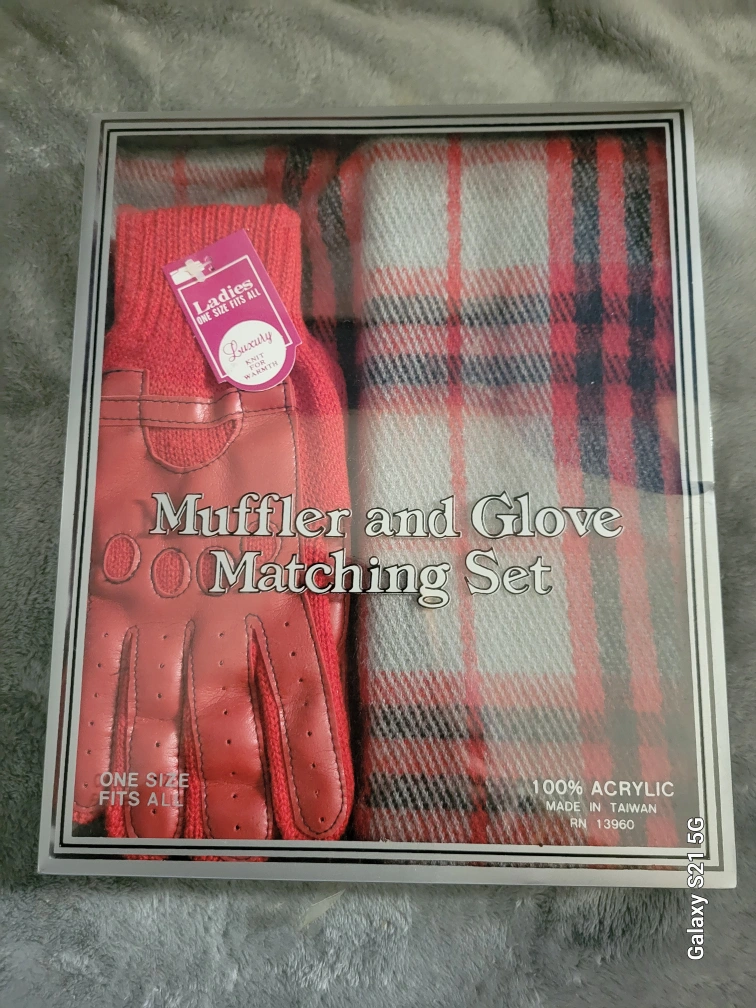 Ladies
ONE SIZE FITS ALL
Luxury
KNIT
FOR
WARMTH
Muffler and Glove
Matching Set
ONE SIZE
FITS ALL
100% ACRYLIC
MADE IN TAIWAN
RN 13960
Galaxy S21 5G